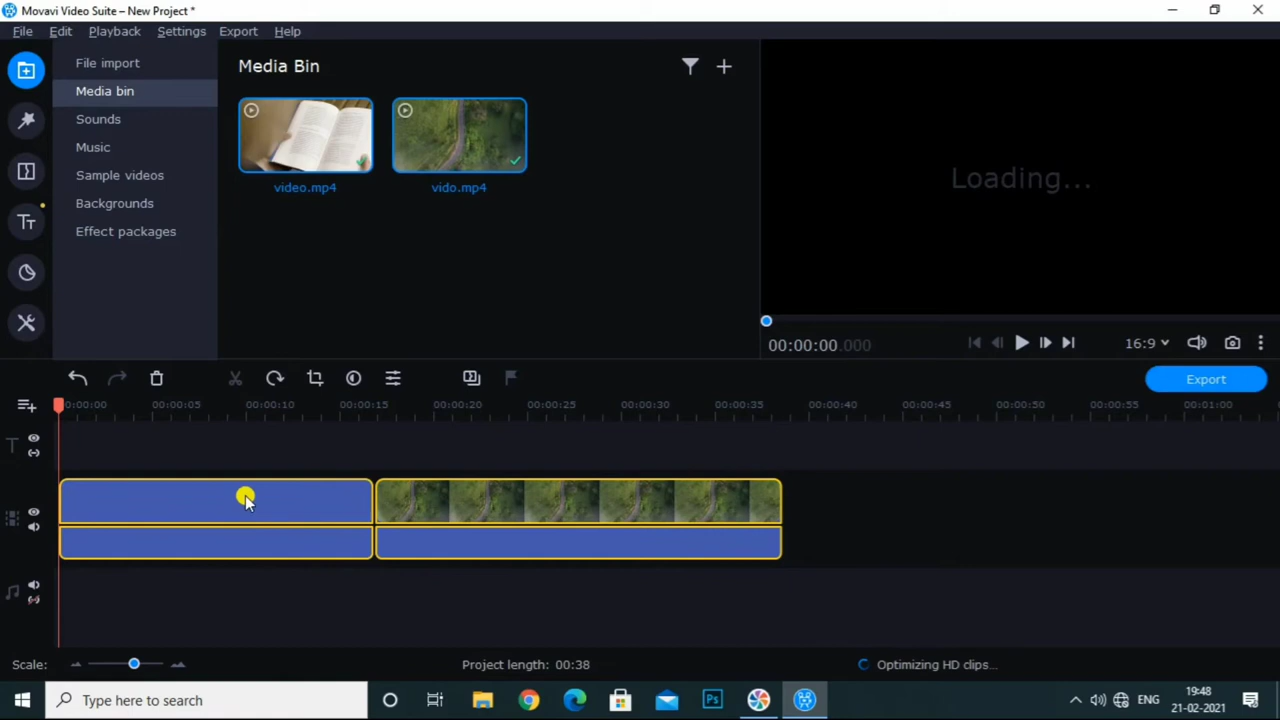 Movavi Video Suite – New Project *
File Edit Playback Settings Export Help
File import
Media bin
Sounds
Music
Sample videos
Backgrounds
Effect packages
Media Bin
video.mp4
vido.mp4
Loading...
00:00:00.000
16:9
Export
0:00:00 00:00:05 00:00:10 00:00:15 00:00:20 00:00:25 00:00:30 00:00:35 00:00:40 00:00:45 00:00:50 00:00:55 00:01:00
Scale:
Project length: 00:38
Optimizing HD clips...
Type here to search
Ps
ENG
19:48
21-02-2021